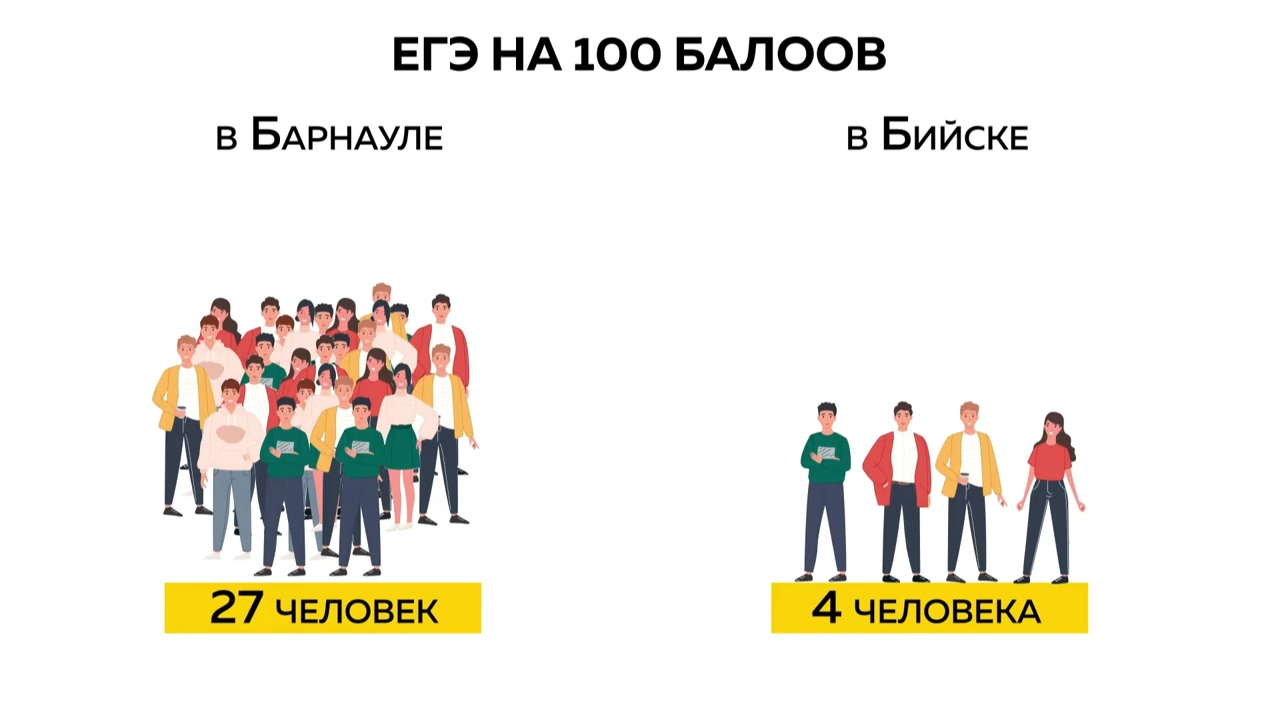 ЕГЭ НА 100 БАЛООВ
в Барнауле
в Бийске
27 человек
4 человека